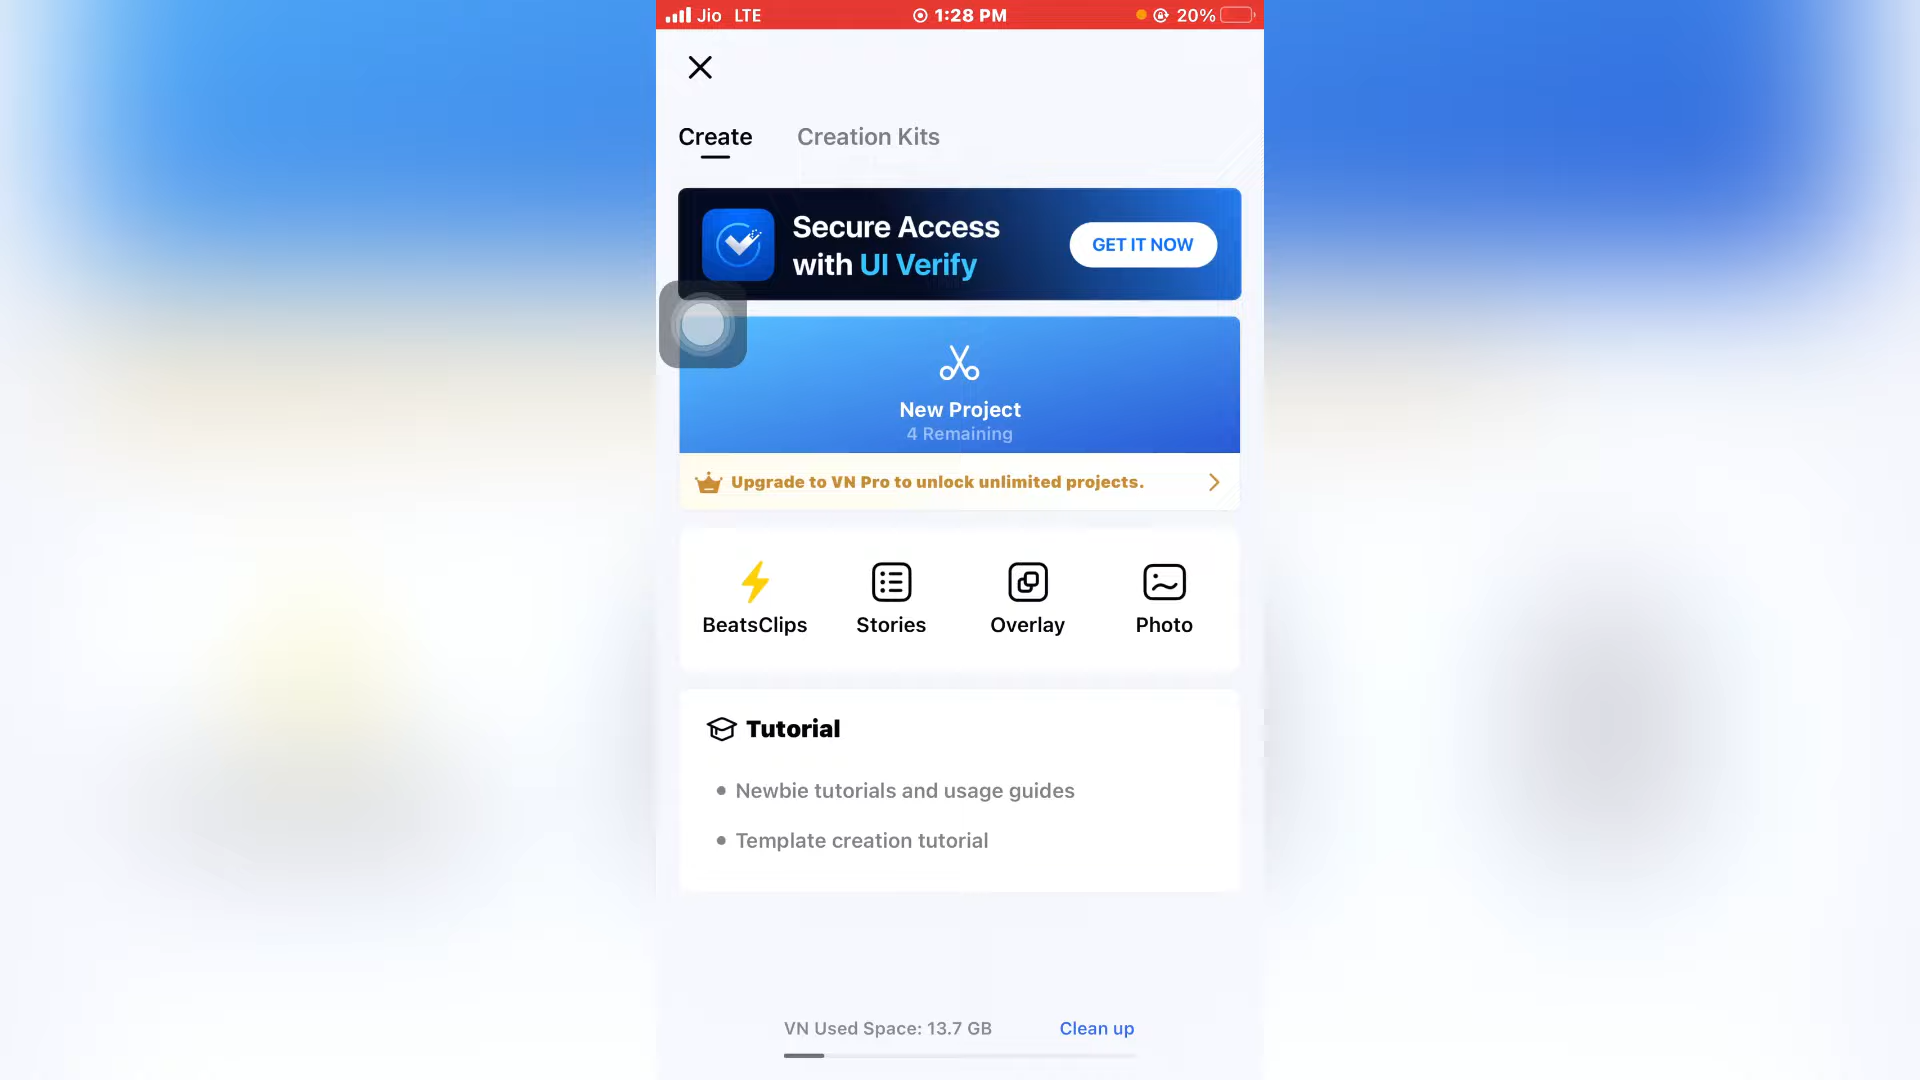 Jio LTE 1:28 PM 20%
Create Creation Kits
Secure Access
with UI Verify
GET IT NOW
New Project
4 Remaining
Upgrade to VN Pro to unlock unlimited projects.
BeatsClips Stories Overlay Photo
Tutorial
• Newbie tutorials and usage guides
• Template creation tutorial
VN Used Space: 13.7 GB Clean up